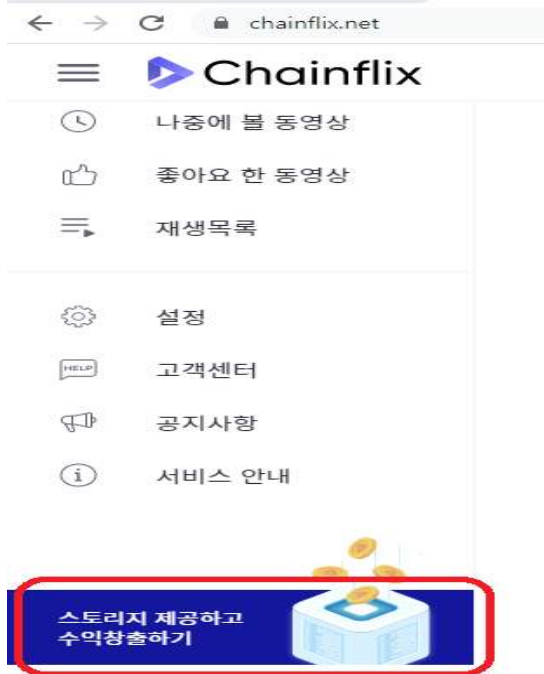 chainflix.net
Chainflix
나중에 볼 동영상
좋아요 한 동영상
재생목록
설정
HELP
고객센터
공지사항
서비스 안내
스토리지 제공하고
수익창출하기